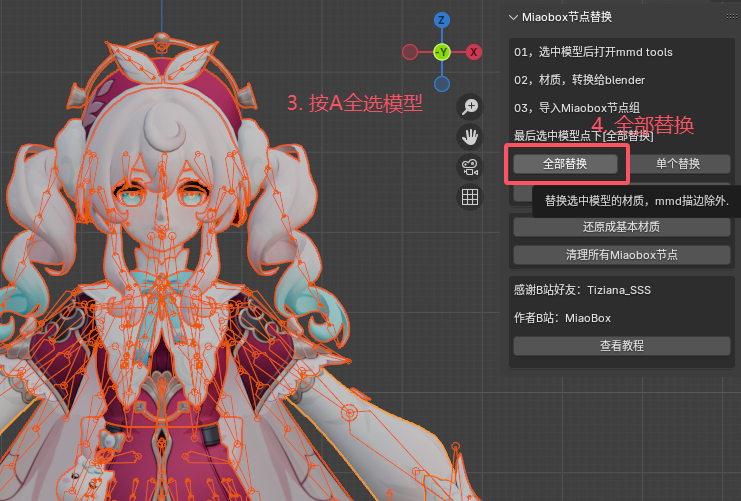 Miaobox节点替换
01，选中模型后打开mmd tools
02，材质，转换给blender
03，导入Miaobox节点组
最后选中模型点下[全部替换]
全部替换
单个替换
替换选中模型的材质，mmd描边除外.
还原成基本材质
清理所有Miaobox节点
感谢B站好友：Tiziana_SSS
作者B站：MiaoBox
查看教程
3. 按A全选模型
4. 全部替换
Z
-Y
X